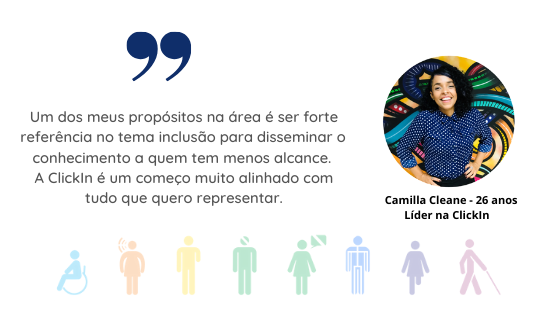 Um dos meus propósitos na área é ser forte
referência no tema inclusão para disseminar o
conhecimento a quem tem menos alcance.
A ClickIn é um começo muito alinhado com
tudo que quero representar.
Camilla Cleane - 26 anos
Líder na ClickIn